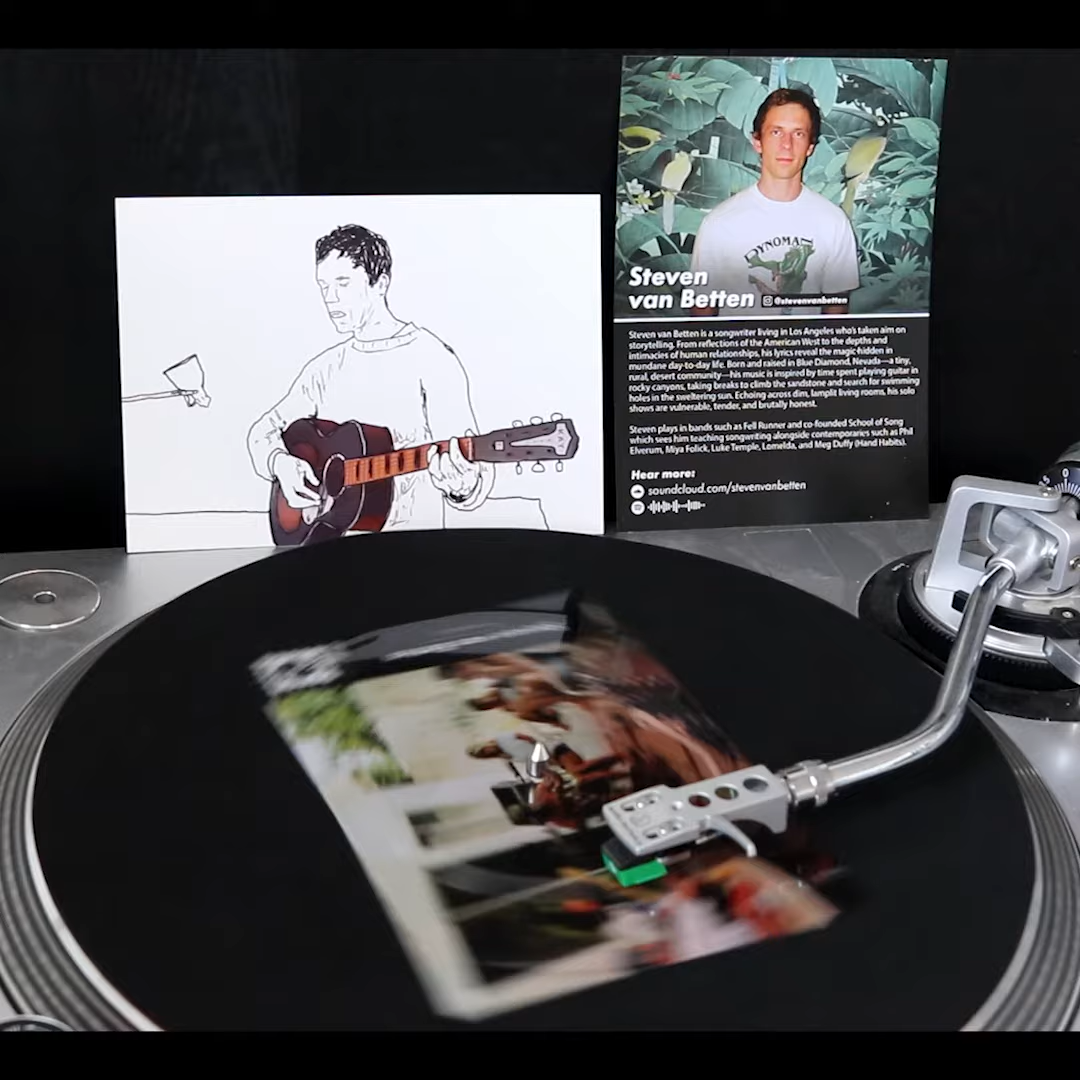 DYNOMAN
Steven
van Betten @stevenvanbetten
Steven van Betten is a songwriter living in Los Angeles who's taken aim on
storytelling. From reflections of the American West to the depths and
intimacies of human relationships, his lyrics reveal the magic hidden in
mundane day-to-day life. Born and raised in Blue Diamond, Nevada—a tiny,
rural, desert community—his music is inspired by time spent playing guitar in
rocky canyons, taking breaks to climb the sandstone and search for swimming
holes in the sweltering sun. Echoing across dim, lamplit living rooms, his solo
shows are vulnerable, tender, and brutally honest.
Steven plays in bands such as Fell Runner and co-founded School of Song
which sees him teaching songwriting alongside contemporaries such as Phil
Elverum, Miya Folick, Luke Temple, Lomelda, and Meg Duffy (Hand Habits).
Hear more:
soundcloud.com/stevenvanbetten
0